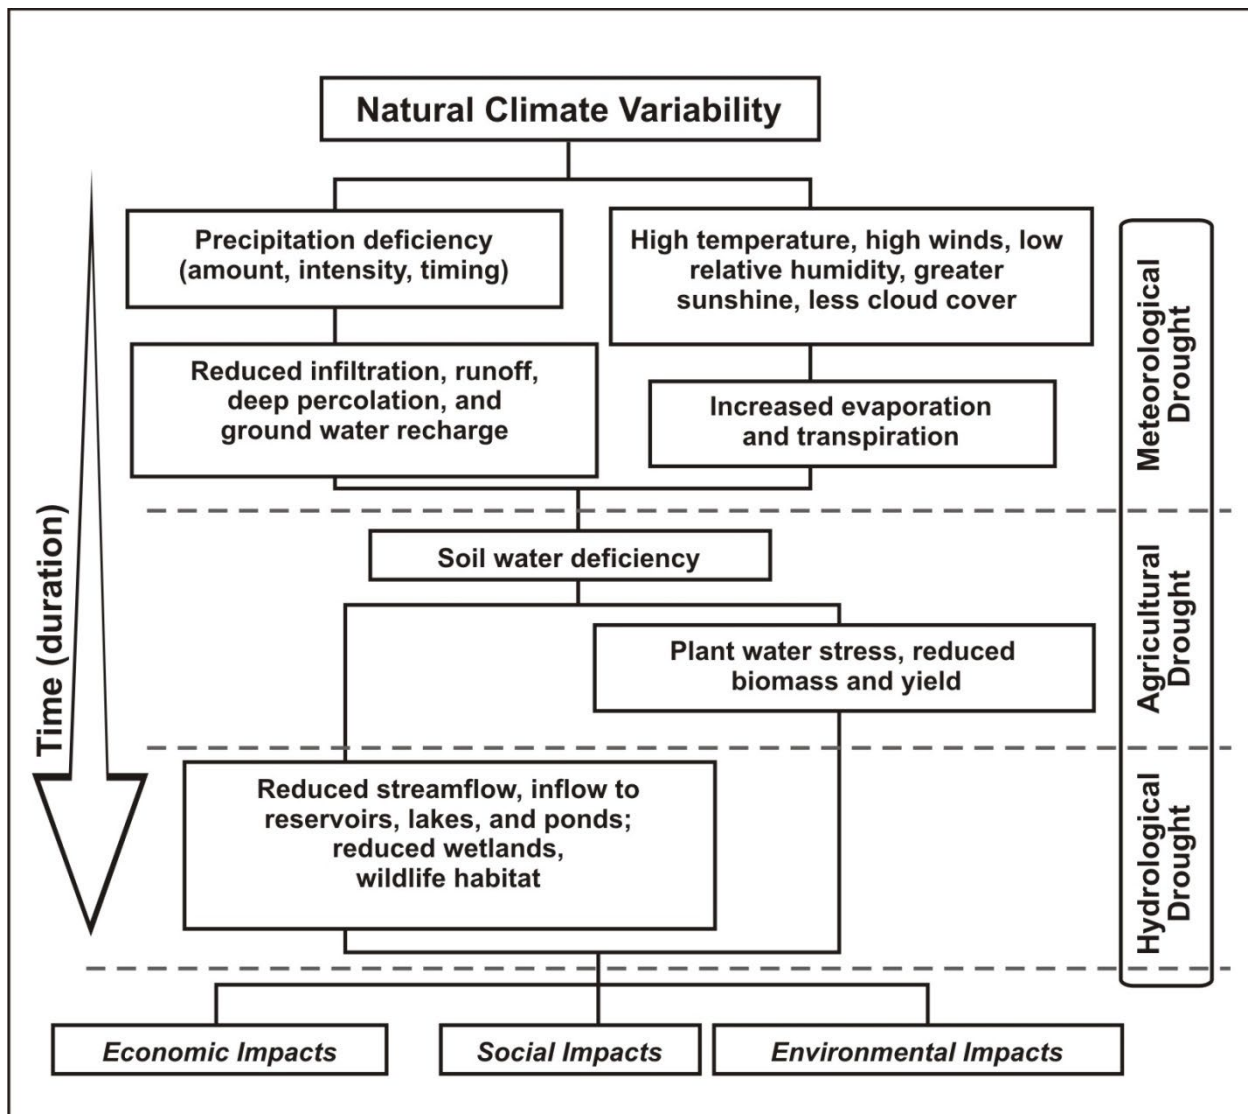 Natural Climate Variability
Precipitation deficiency
(amount, intensity, timing)
High temperature, high winds, low
relative humidity, greater
sunshine, less cloud cover
Reduced infiltration, runoff,
deep percolation, and
ground water recharge
Increased evaporation
and transpiration
Meteorological
Drought
Time (duration)
Soil water deficiency
Plant water stress, reduced
biomass and yield
Agricultural
Drought
Reduced streamflow, inflow to
reservoirs, lakes, and ponds;
reduced wetlands,
wildlife habitat
Hydrological
Drought
Economic Impacts
Social Impacts
Environmental Impacts